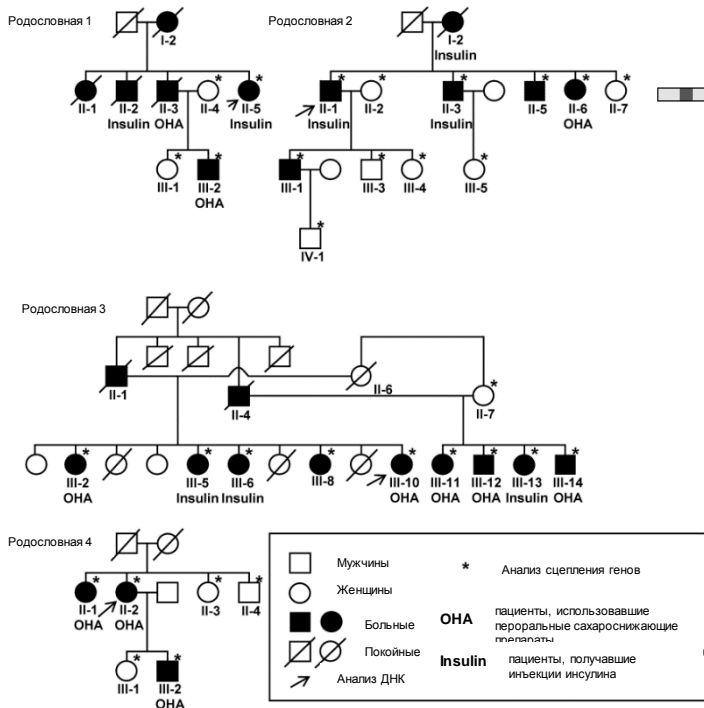 Родословная 1
Родословная 2
I-2
I-2
Insulin
II-1 II-2 II-3 II-4 II-5
Insulin OHA Insulin
II-1 II-2 II-3 II-5 II-6 II-7
Insulin Insulin OHA
III-1 III-2
OHA
III-1 III-3 III-4 III-5
IV-1
Родословная 3
II-1 II-4 II-6 II-7
III-2 III-5 III-6 III-8 III-10 III-11 III-12 III-13 III-14
OHA Insulin Insulin OHA OHA OHA Insulin OHA
Родословная 4
II-1 II-2 II-3 II-4
OHA OHA
III-1 III-2
OHA
Мужчины
Женщины
Больные
Покойные
Анализ ДНК
* Анализ сцепления генов
OHA пациенты, использовавшие
пероральные сахароснижающие
препараты
Insulin пациенты, получавшие
инъекции инсулина